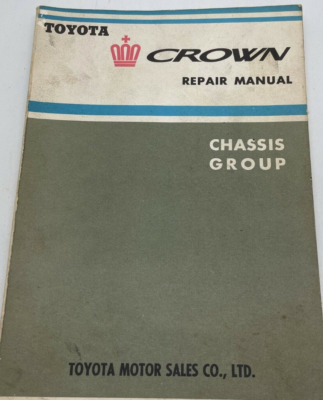 TOYOTA
CROWN
REPAIR MANUAL
CHASSIS
GROUP
TOYOTA MOTOR SALES CO., LTD.